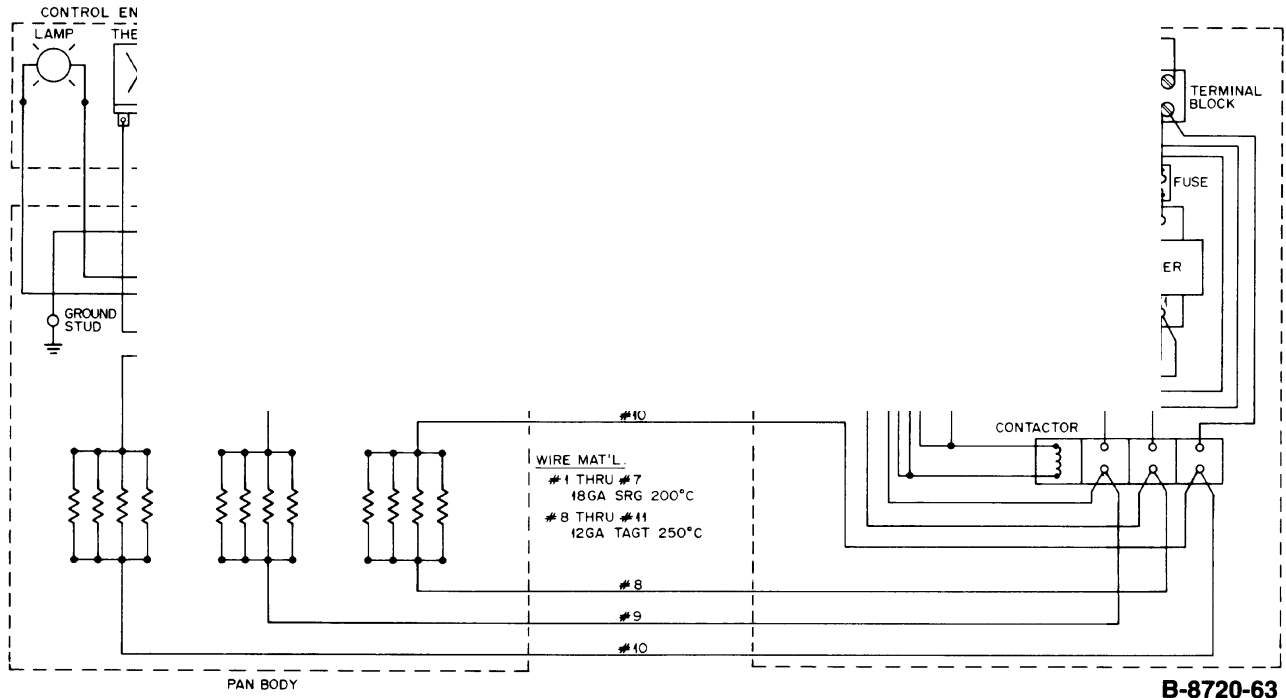 CONTROL EN
LAMP
THE
TERMINAL
BLOCK
FUSE
ER
GROUND
STUD
#10
CONTACTOR
WIRE MAT'L.
#1 THRU #7
18GA SRG 200°C
#8 THRU #11
12GA TAGT 250°C
#8
#9
#10
PAN BODY
B-8720-63